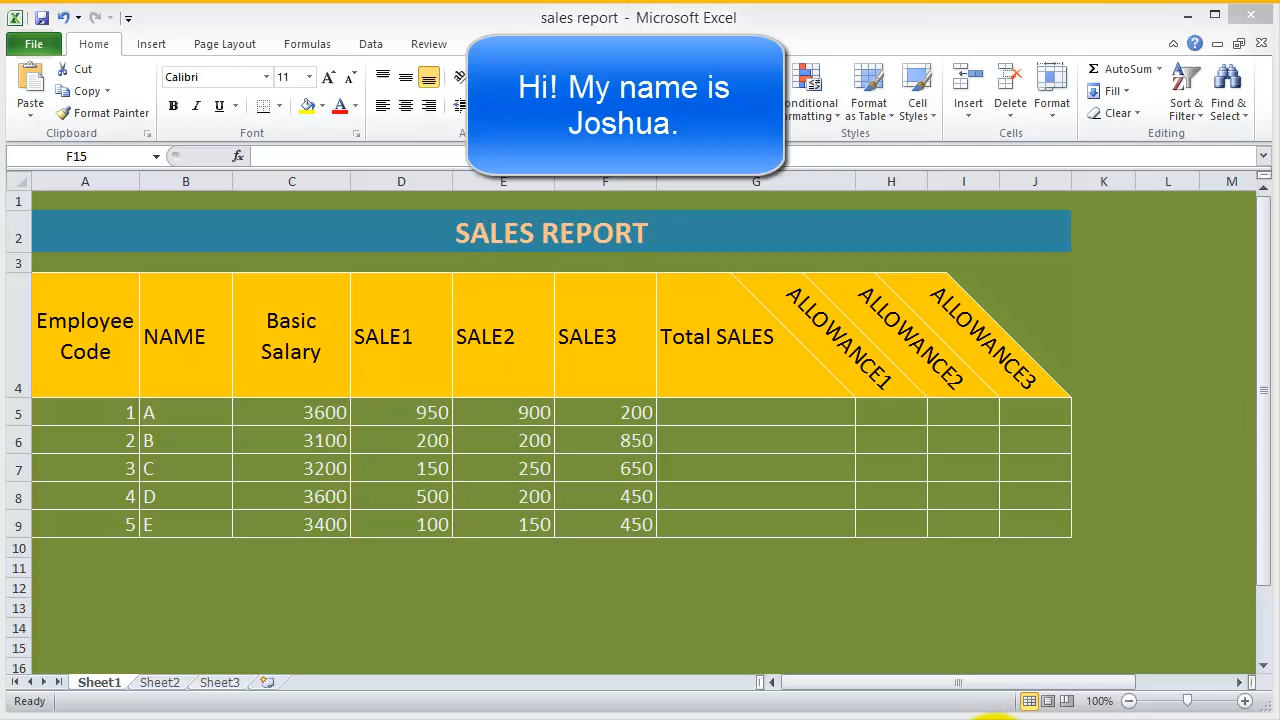 sales report - Microsoft Excel
File Home Insert Page Layout Formulas Data Review
Hi! My name is
Joshua.
Paste
Cut
Copy
Format Painter
Clipboard
Calibri 11
B I U
A A
Font
Conditional Formatting
Format as Table
Cell Styles
Styles
Insert
Delete
Format
Cells
Σ AutoSum
Fill
Clear
Sort & Filter
Find & Select
Editing
F15 fx
A B C D E F G H I J K L M
1
2 SALES REPORT
3
4 Employee Code NAME Basic Salary SALE1 SALE2 SALE3 Total SALES ALLOWANCE1 ALLOWANCE2 ALLOWANCE3
5 1 A 3600 950 900 200
6 2 B 3100 200 200 850
7 3 C 3200 150 250 650
8 4 D 3600 500 200 450
9 5 E 3400 100 150 450
10
11
12
13
14
15
16
Sheet1 Sheet2 Sheet3
Ready 100%